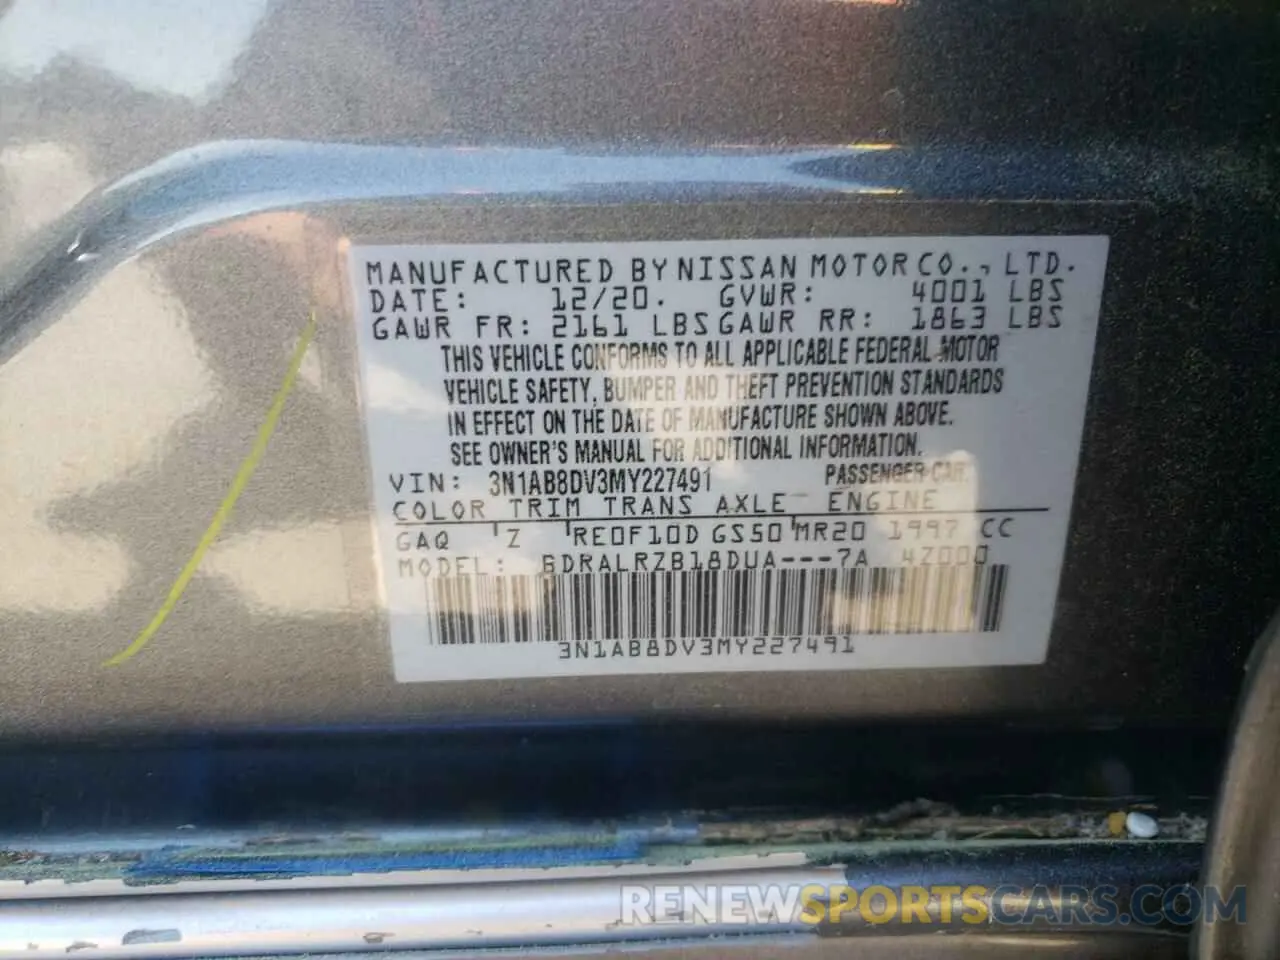 MANUFACTURED BY NISSAN MOTOR CO., LTD.
DATE: 12/20. GVWR: 4001 LBS
GAWR FR: 2161 LBS GAWR RR: 1863 LBS
THIS VEHICLE CONFORMS TO ALL APPLICABLE FEDERAL MOTOR
VEHICLE SAFETY, BUMPER AND THEFT PREVENTION STANDARDS
IN EFFECT ON THE DATE OF MANUFACTURE SHOWN ABOVE.
SEE OWNER'S MANUAL FOR ADDITIONAL INFORMATION.
VIN: 3N1AB8DV3MY227491 PASSENGER CAR
COLOR TRIM TRANS AXLE ENGINE
GAQ Z RE0F10D GS50 MR20 1997 CC
MODEL: BDRALRZB18DUA---7A 4Z000
3N1AB8DV3MY227491
RENEWSPORTSCARS.COM